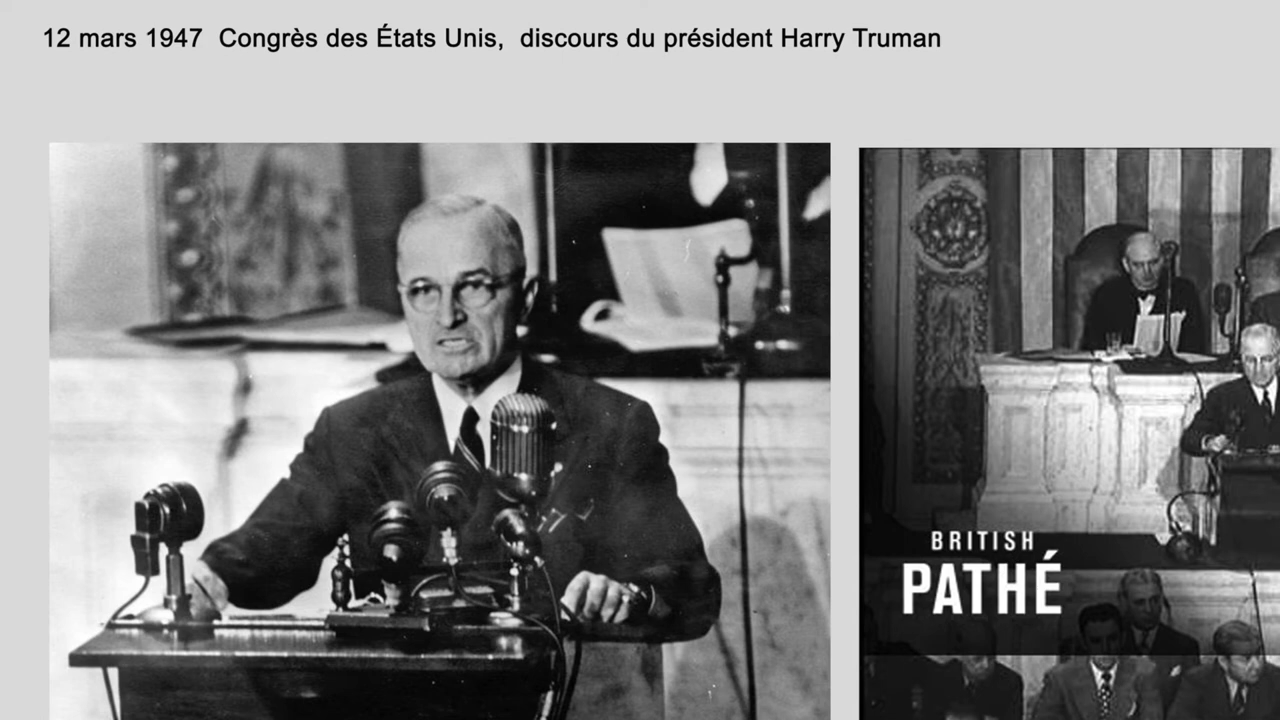 12 mars 1947  Congrès des États Unis,  discours du président Harry Truman
BRITISH
PATHÉ